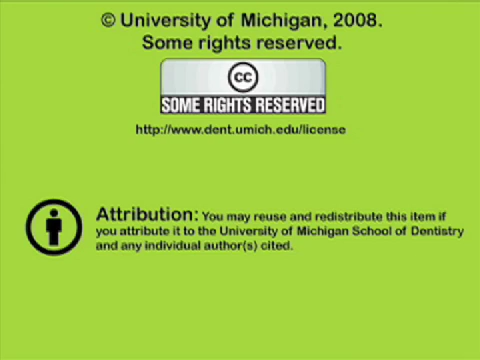 © University of Michigan, 2008.
Some rights reserved.
cc
SOME RIGHTS RESERVED
http://www.dent.umich.edu/license
Attribution: You may reuse and redistribute this item if
you attribute it to the University of Michigan School of Dentistry
and any individual author(s) cited.